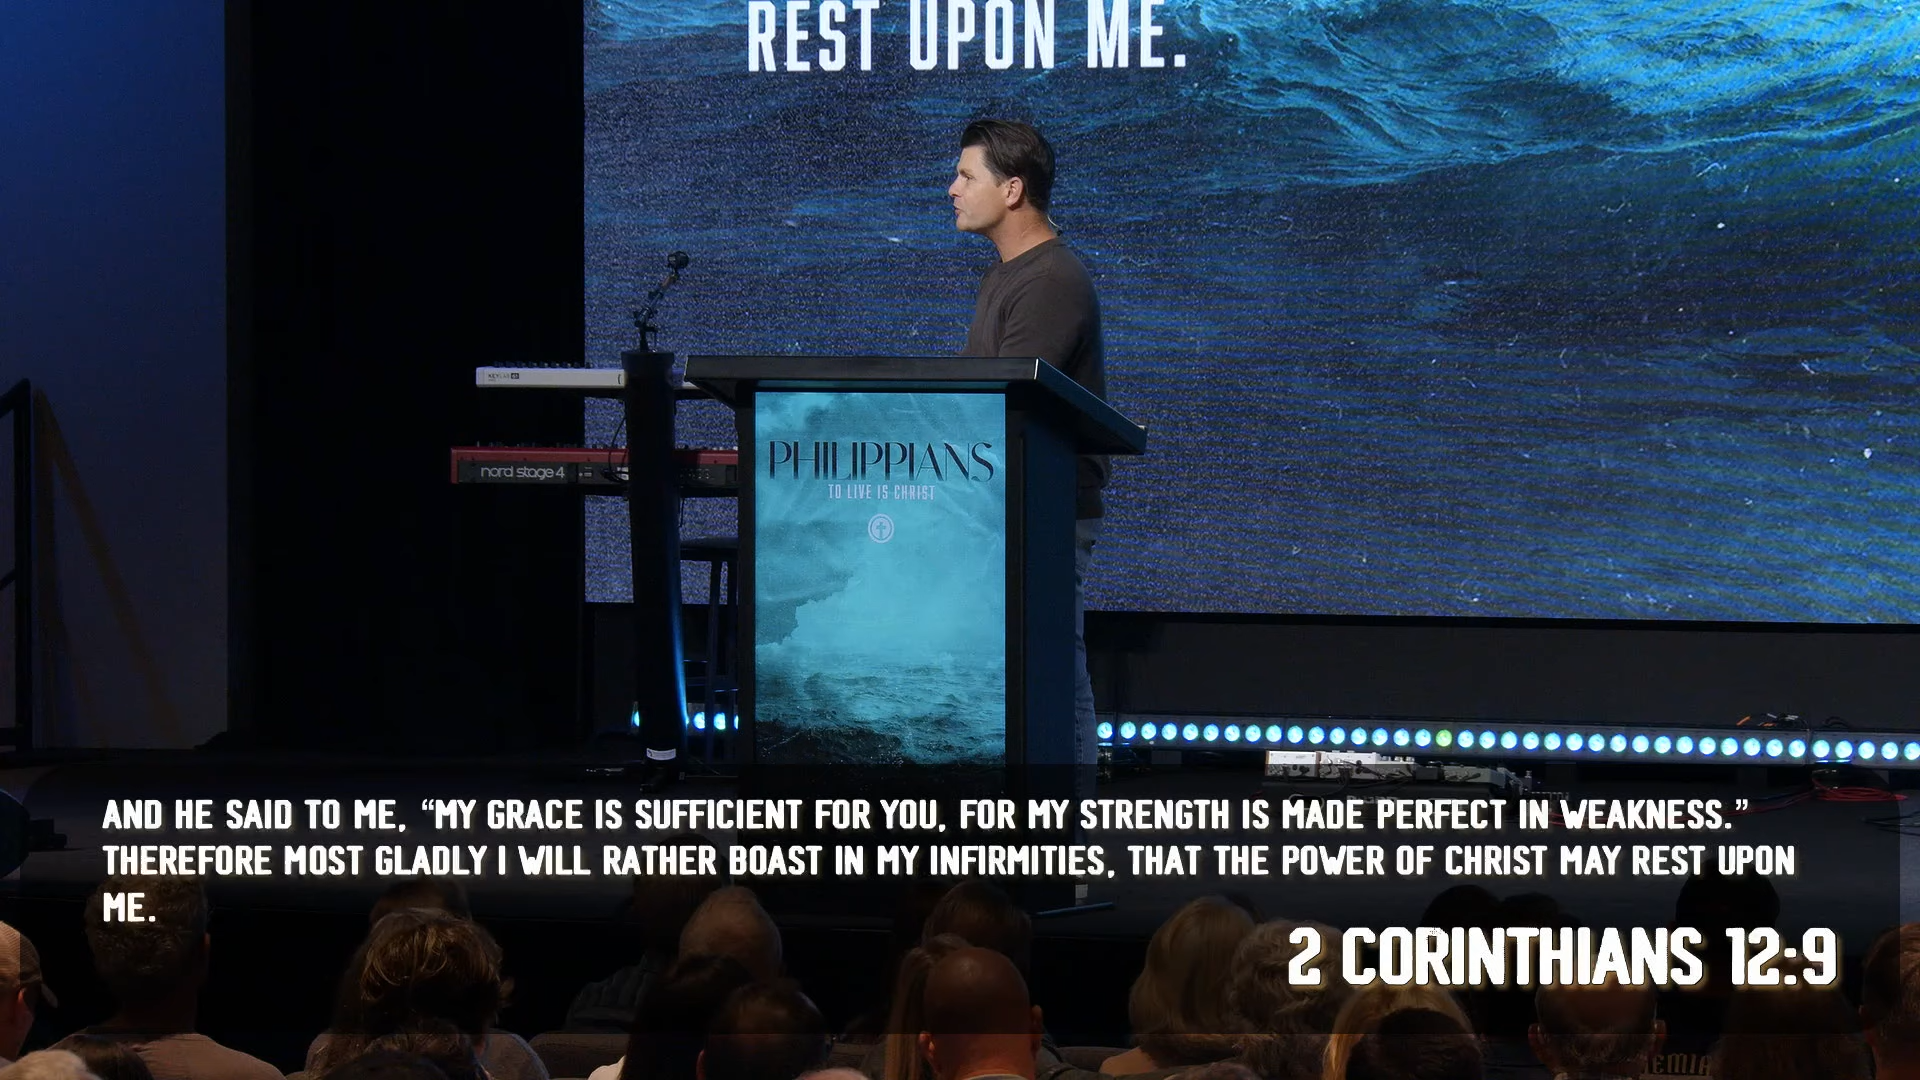 REST UPON ME.
nord stage 4
PHILIPPIANS
TO LIVE IS CHRIST
AND HE SAID TO ME, “MY GRACE IS SUFFICIENT FOR YOU, FOR MY STRENGTH IS MADE PERFECT IN WEAKNESS.”
THEREFORE MOST GLADLY I WILL RATHER BOAST IN MY INFIRMITIES, THAT THE POWER OF CHRIST MAY REST UPON
ME.
2 CORINTHIANS 12:9